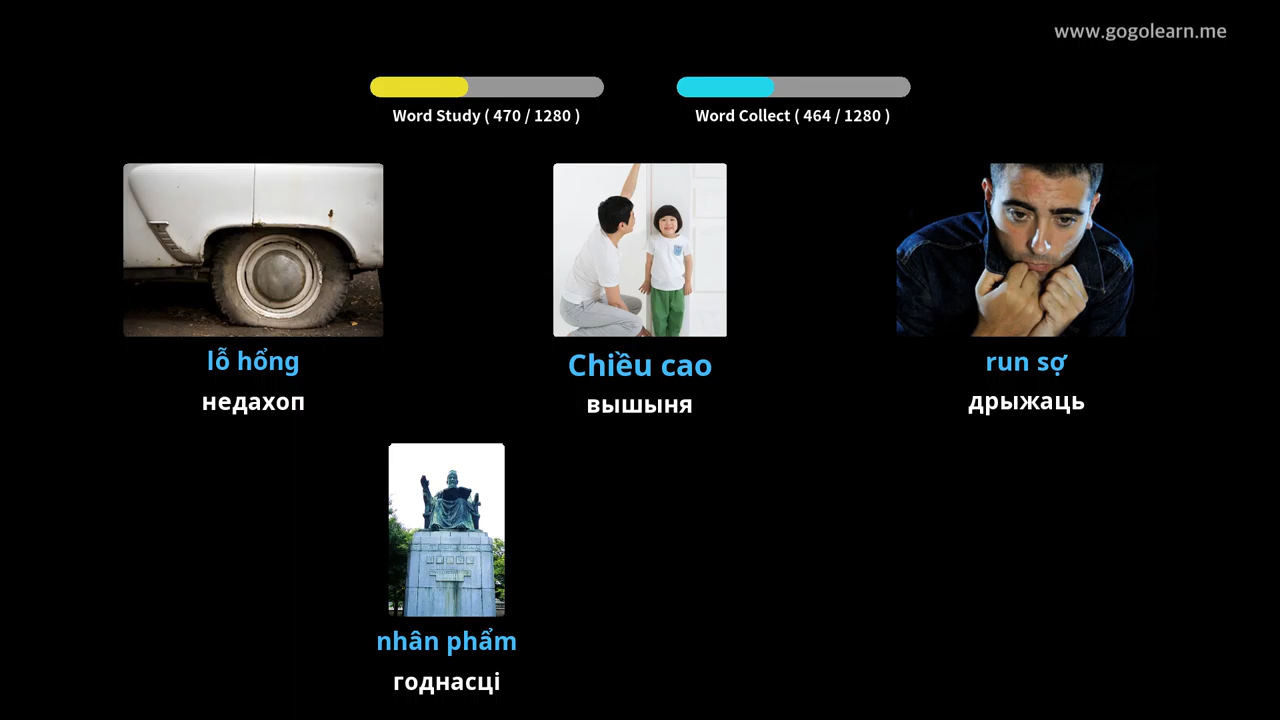 www.gogolearn.me
Word Study ( 470 / 1280 )
Word Collect ( 464 / 1280 )
lỗ hổng
недахоп
Chiều cao
вышыня
run sợ
дрыжаць
nhân phẩm
годнасці